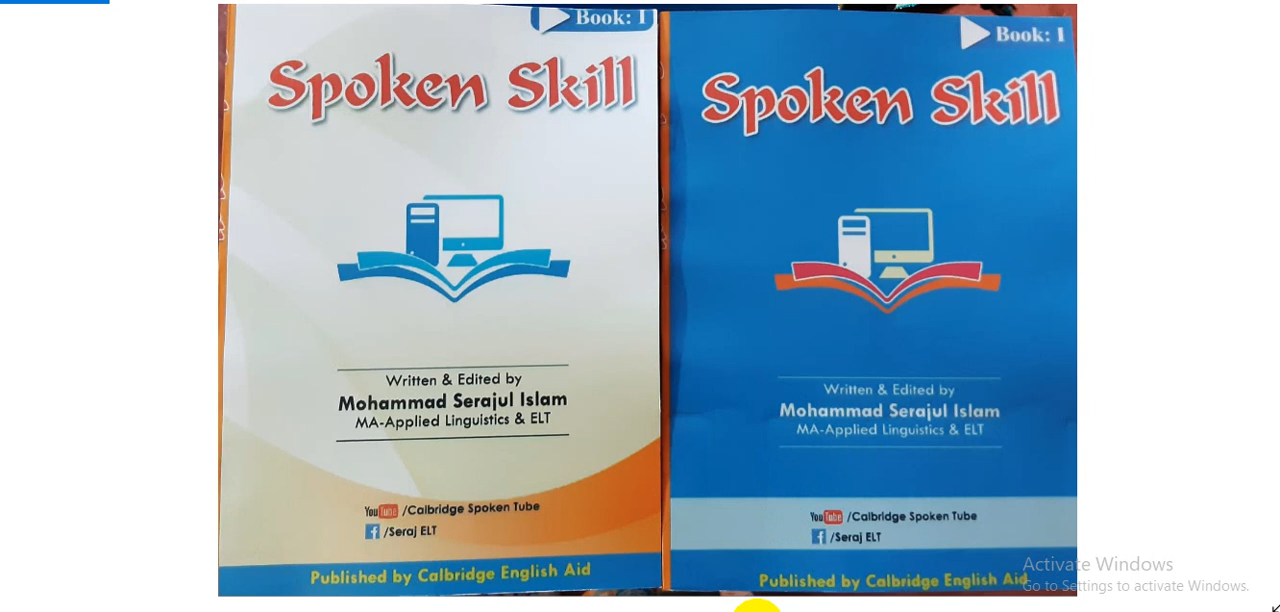 Book: 1
Spoken Skill
Written & Edited by
Mohammad Serajul Islam
MA-Applied Linguistics & ELT
YouTube /Calbridge Spoken Tube
f /Seraj ELT
Published by Calbridge English Aid
Book: 1
Spoken Skill
Written & Edited by
Mohammad Serajul Islam
MA-Applied Linguistics & ELT
YouTube /Calbridge Spoken Tube
f /Seraj ELT
Published by Calbridge English Aid
Activate Windows
Go to Settings to activate Windows.